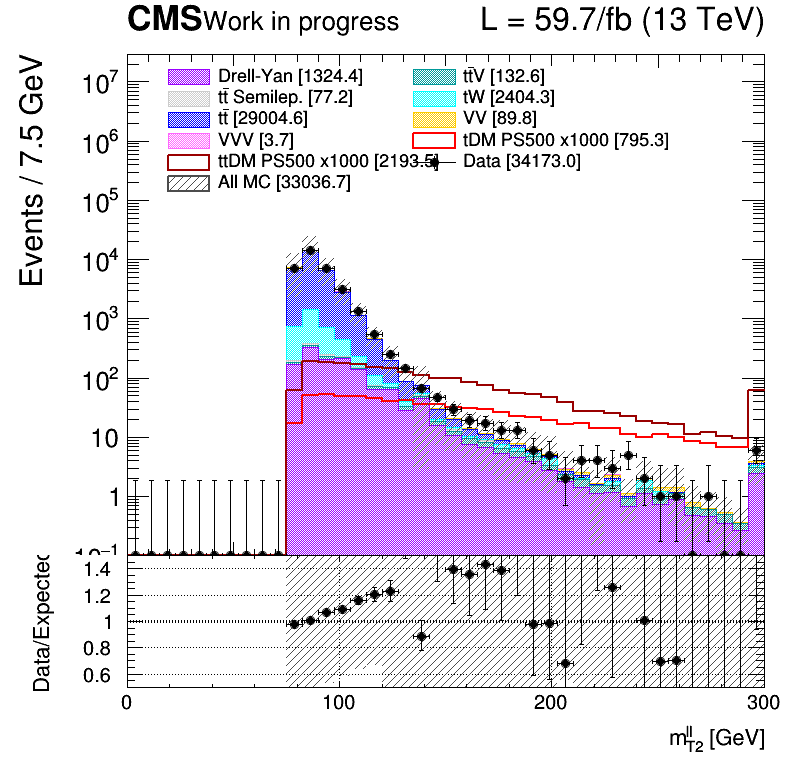 CMS Work in progress L = 59.7/fb (13 TeV)
Events / 7.5 GeV
Drell-Yan [1324.4] tt̄V [132.6]
tt̄ Semilep. [77.2] tW [2404.3]
tt̄ [29004.6] VV [89.8]
VVV [3.7] tDM PS500 x1000 [795.3]
ttDM PS500 x1000 [2193.5] Data [34173.0]
All MC [33036.7]
10⁷
10⁶
10⁵
10⁴
10³
10²
10
1
10⁻¹
Data/Expected
1.4
1.2
1
0.8
0.6
0 100 200 300
m_T2^ll [GeV]